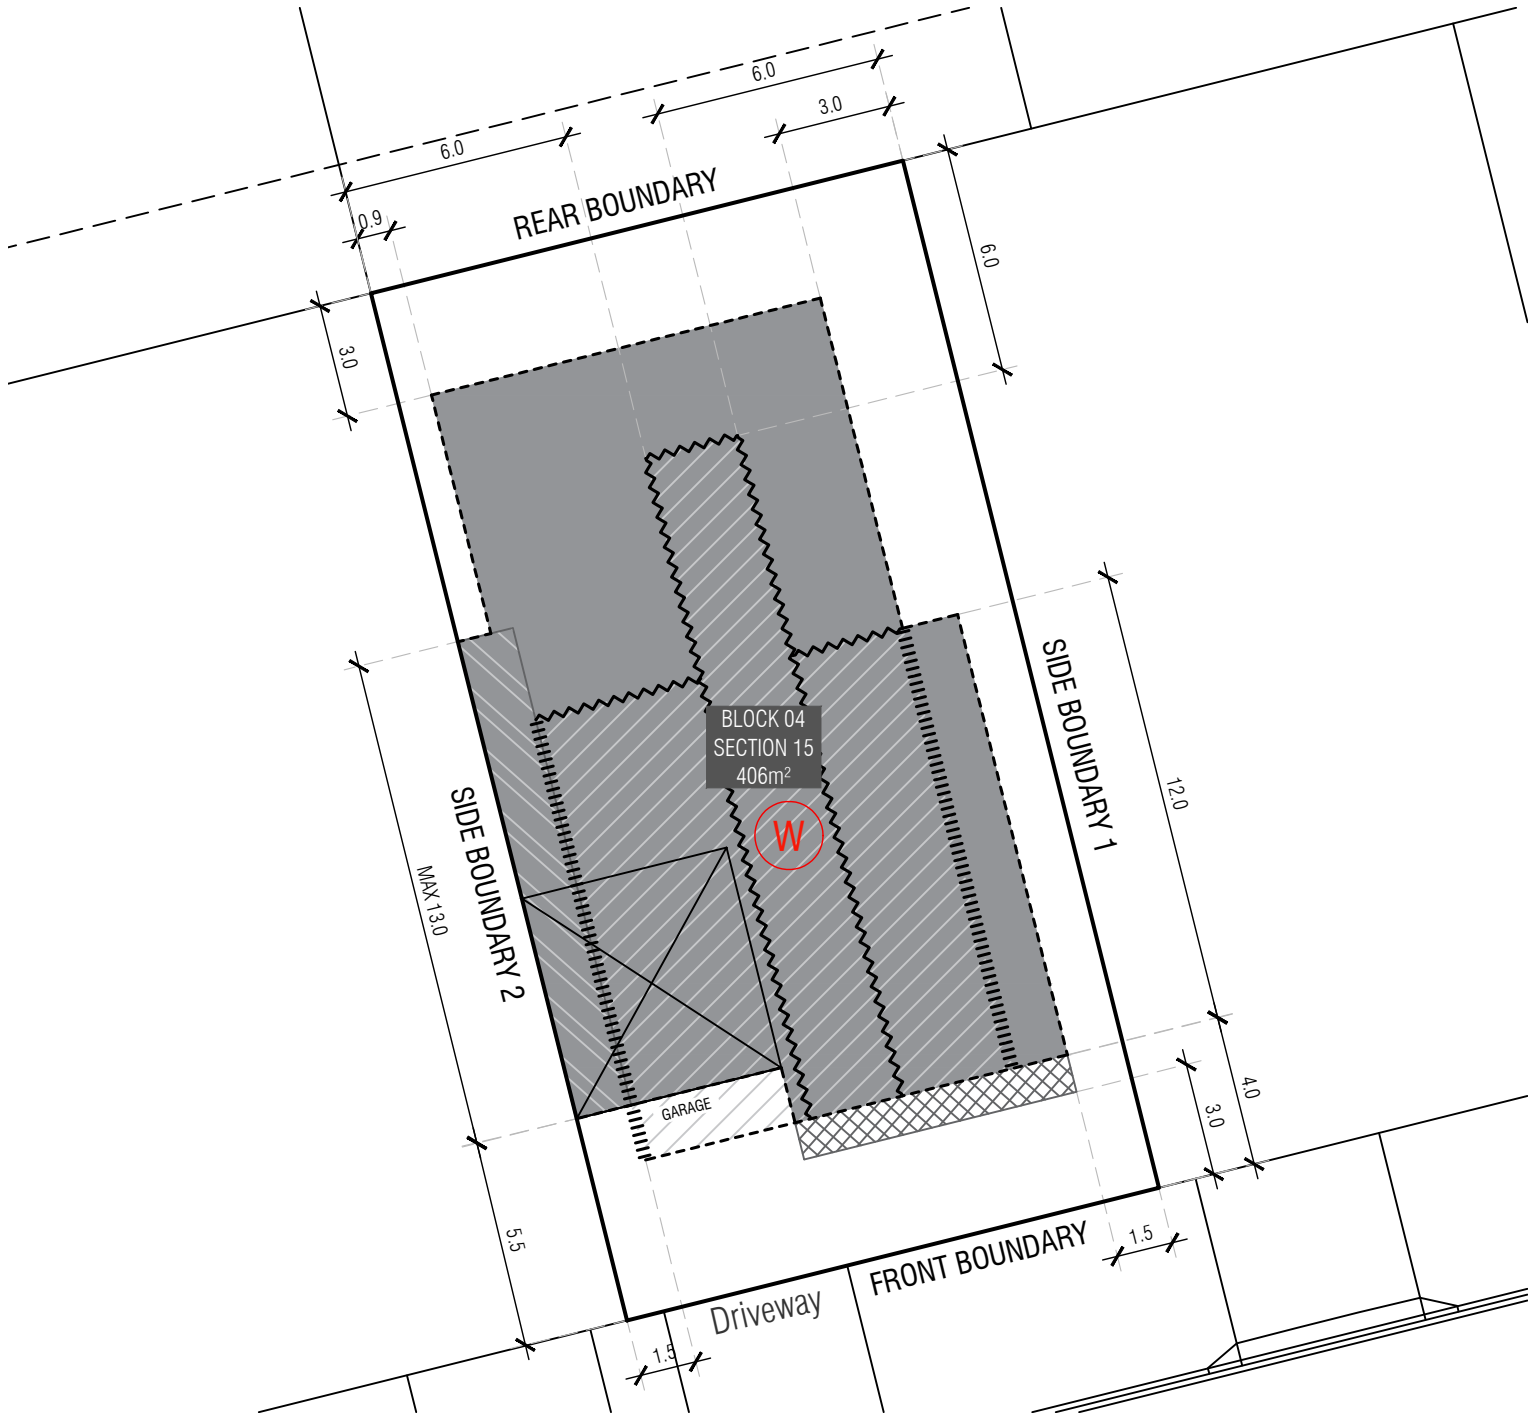 6.0
3.0
6.0
0.9
REAR BOUNDARY
6.0
3.0
BLOCK 04
SECTION 15
406m²
W
SIDE BOUNDARY 1
12.0
SIDE BOUNDARY 2
MAX 13.0
GARAGE
4.0
3.0
5.5
FRONT BOUNDARY
1.5
Driveway
1.5